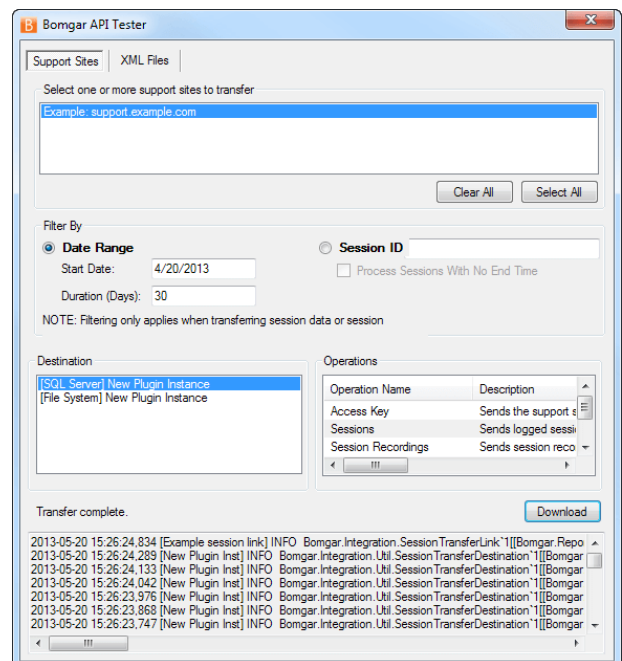 Bomgar API Tester
Support Sites XML Files
Select one or more support sites to transfer
Example: support.example.com
Clear All Select All
Filter By
Date Range Session ID
Start Date: 4/20/2013 Process Sessions With No End Time
Duration (Days): 30
NOTE: Filtering only applies when transferring session data or session
Destination Operations
[SQL Server] New Plugin Instance
[File System] New Plugin Instance
Operation Name Description
Access Key Sends the support s
Sessions Sends logged sessi
Session Recordings Sends session reco
Transfer complete. Download
2013-05-20 15:26:24,834 [Example session link] INFO Bomgar.Integration.SessionTransferLink`1[[Bomgar.Repo
2013-05-20 15:26:24,289 [New Plugin Inst] INFO Bomgar.Integration.Util.SessionTransferDestination`1[[Bomgar
2013-05-20 15:26:24,133 [New Plugin Inst] INFO Bomgar.Integration.Util.SessionTransferDestination`1[[Bomgar
2013-05-20 15:26:24,042 [New Plugin Inst] INFO Bomgar.Integration.Util.SessionTransferDestination`1[[Bomgar
2013-05-20 15:26:23,976 [New Plugin Inst] INFO Bomgar.Integration.Util.SessionTransferDestination`1[[Bomgar
2013-05-20 15:26:23,868 [New Plugin Inst] INFO Bomgar.Integration.Util.SessionTransferDestination`1[[Bomgar
2013-05-20 15:26:23,747 [New Plugin Inst] INFO Bomgar.Integration.Util.SessionTransferDestination`1[[Bomgar